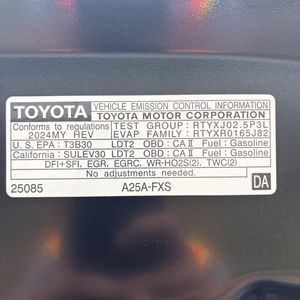 TOYOTA
VEHICLE EMISSION CONTROL INFORMATION
TOYOTA MOTOR CORPORATION
Conforms to regulations
2024MY REV
TEST GROUP : RTYXJ02.5P3L
EVAP FAMILY : RTYXR0165J82
U.S. EPA : T3B30 LDT2 OBD : CA II Fuel : Gasoline
California : SULEV30 LDT2 OBD : CA II Fuel : Gasoline
DFI+SFI, EGR, EGRC, WR-HO2S(2), TWC(2)
No adjustments needed.
25085 A25A-FXS DA